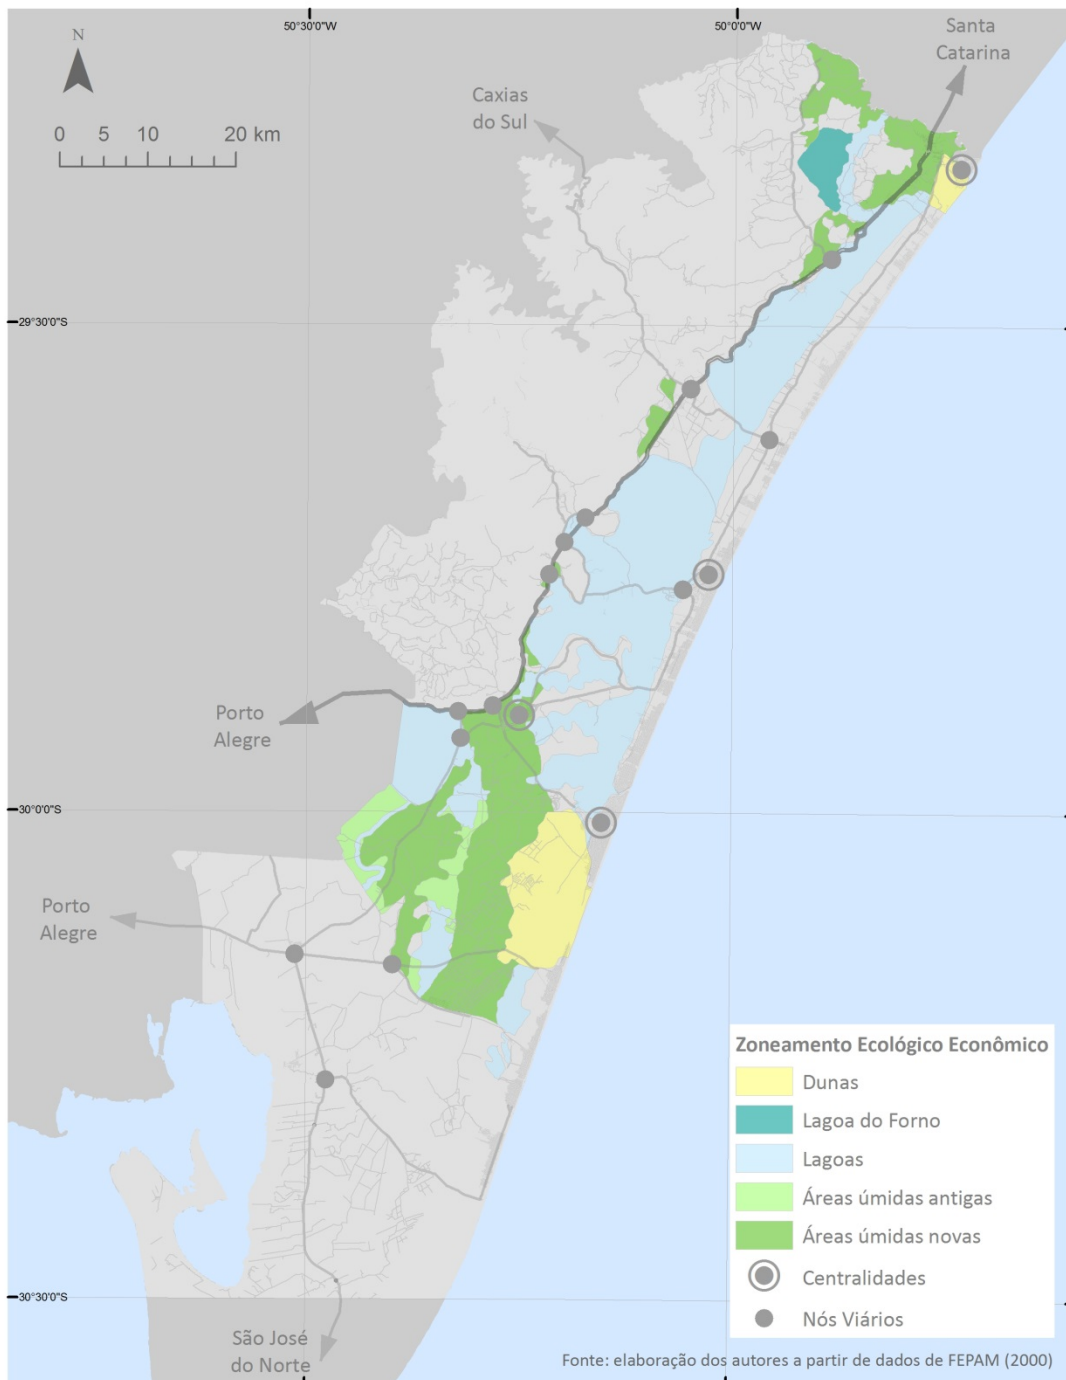 50°30'0"W
50°0'0"W
N
Santa
Catarina
Caxias
do Sul
0 5 10 20 km
29°30'0"S
Porto
Alegre
30°0'0"S
Porto
Alegre
Zoneamento Ecológico Econômico
Dunas
Lagoa do Forno
Lagoas
Áreas úmidas antigas
Áreas úmidas novas
Centralidades
Nós Viários
30°30'0"S
São José
do Norte
Fonte: elaboração dos autores a partir de dados de FEPAM (2000)